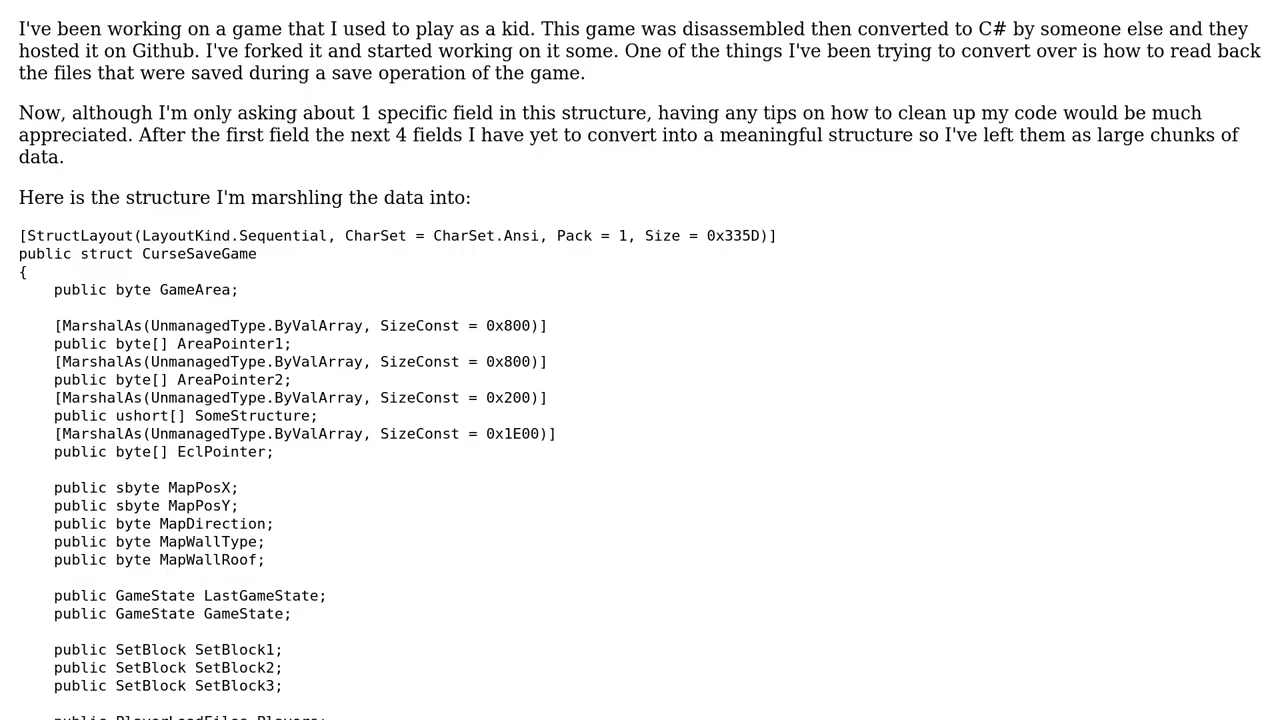 I've been working on a game that I used to play as a kid. This game was disassembled then converted to C# by someone else and they
hosted it on Github. I've forked it and started working on it some. One of the things I've been trying to convert over is how to read back
the files that were saved during a save operation of the game.
Now, although I'm only asking about 1 specific field in this structure, having any tips on how to clean up my code would be much
appreciated. After the first field the next 4 fields I have yet to convert into a meaningful structure so I've left them as large chunks of
data.
Here is the structure I'm marshling the data into:
[StructLayout(LayoutKind.Sequential, CharSet = CharSet.Ansi, Pack = 1, Size = 0x335D)]
public struct CurseSaveGame
{
    public byte GameArea;
    [MarshalAs(UnmanagedType.ByValArray, SizeConst = 0x800)]
    public byte[] AreaPointer1;
    [MarshalAs(UnmanagedType.ByValArray, SizeConst = 0x800)]
    public byte[] AreaPointer2;
    [MarshalAs(UnmanagedType.ByValArray, SizeConst = 0x200)]
    public ushort[] SomeStructure;
    [MarshalAs(UnmanagedType.ByValArray, SizeConst = 0x1E00)]
    public byte[] EclPointer;
    public sbyte MapPosX;
    public sbyte MapPosY;
    public byte MapDirection;
    public byte MapWallType;
    public byte MapWallRoof;
    public GameState LastGameState;
    public GameState GameState;
    public SetBlock SetBlock1;
    public SetBlock SetBlock2;
    public SetBlock SetBlock3;